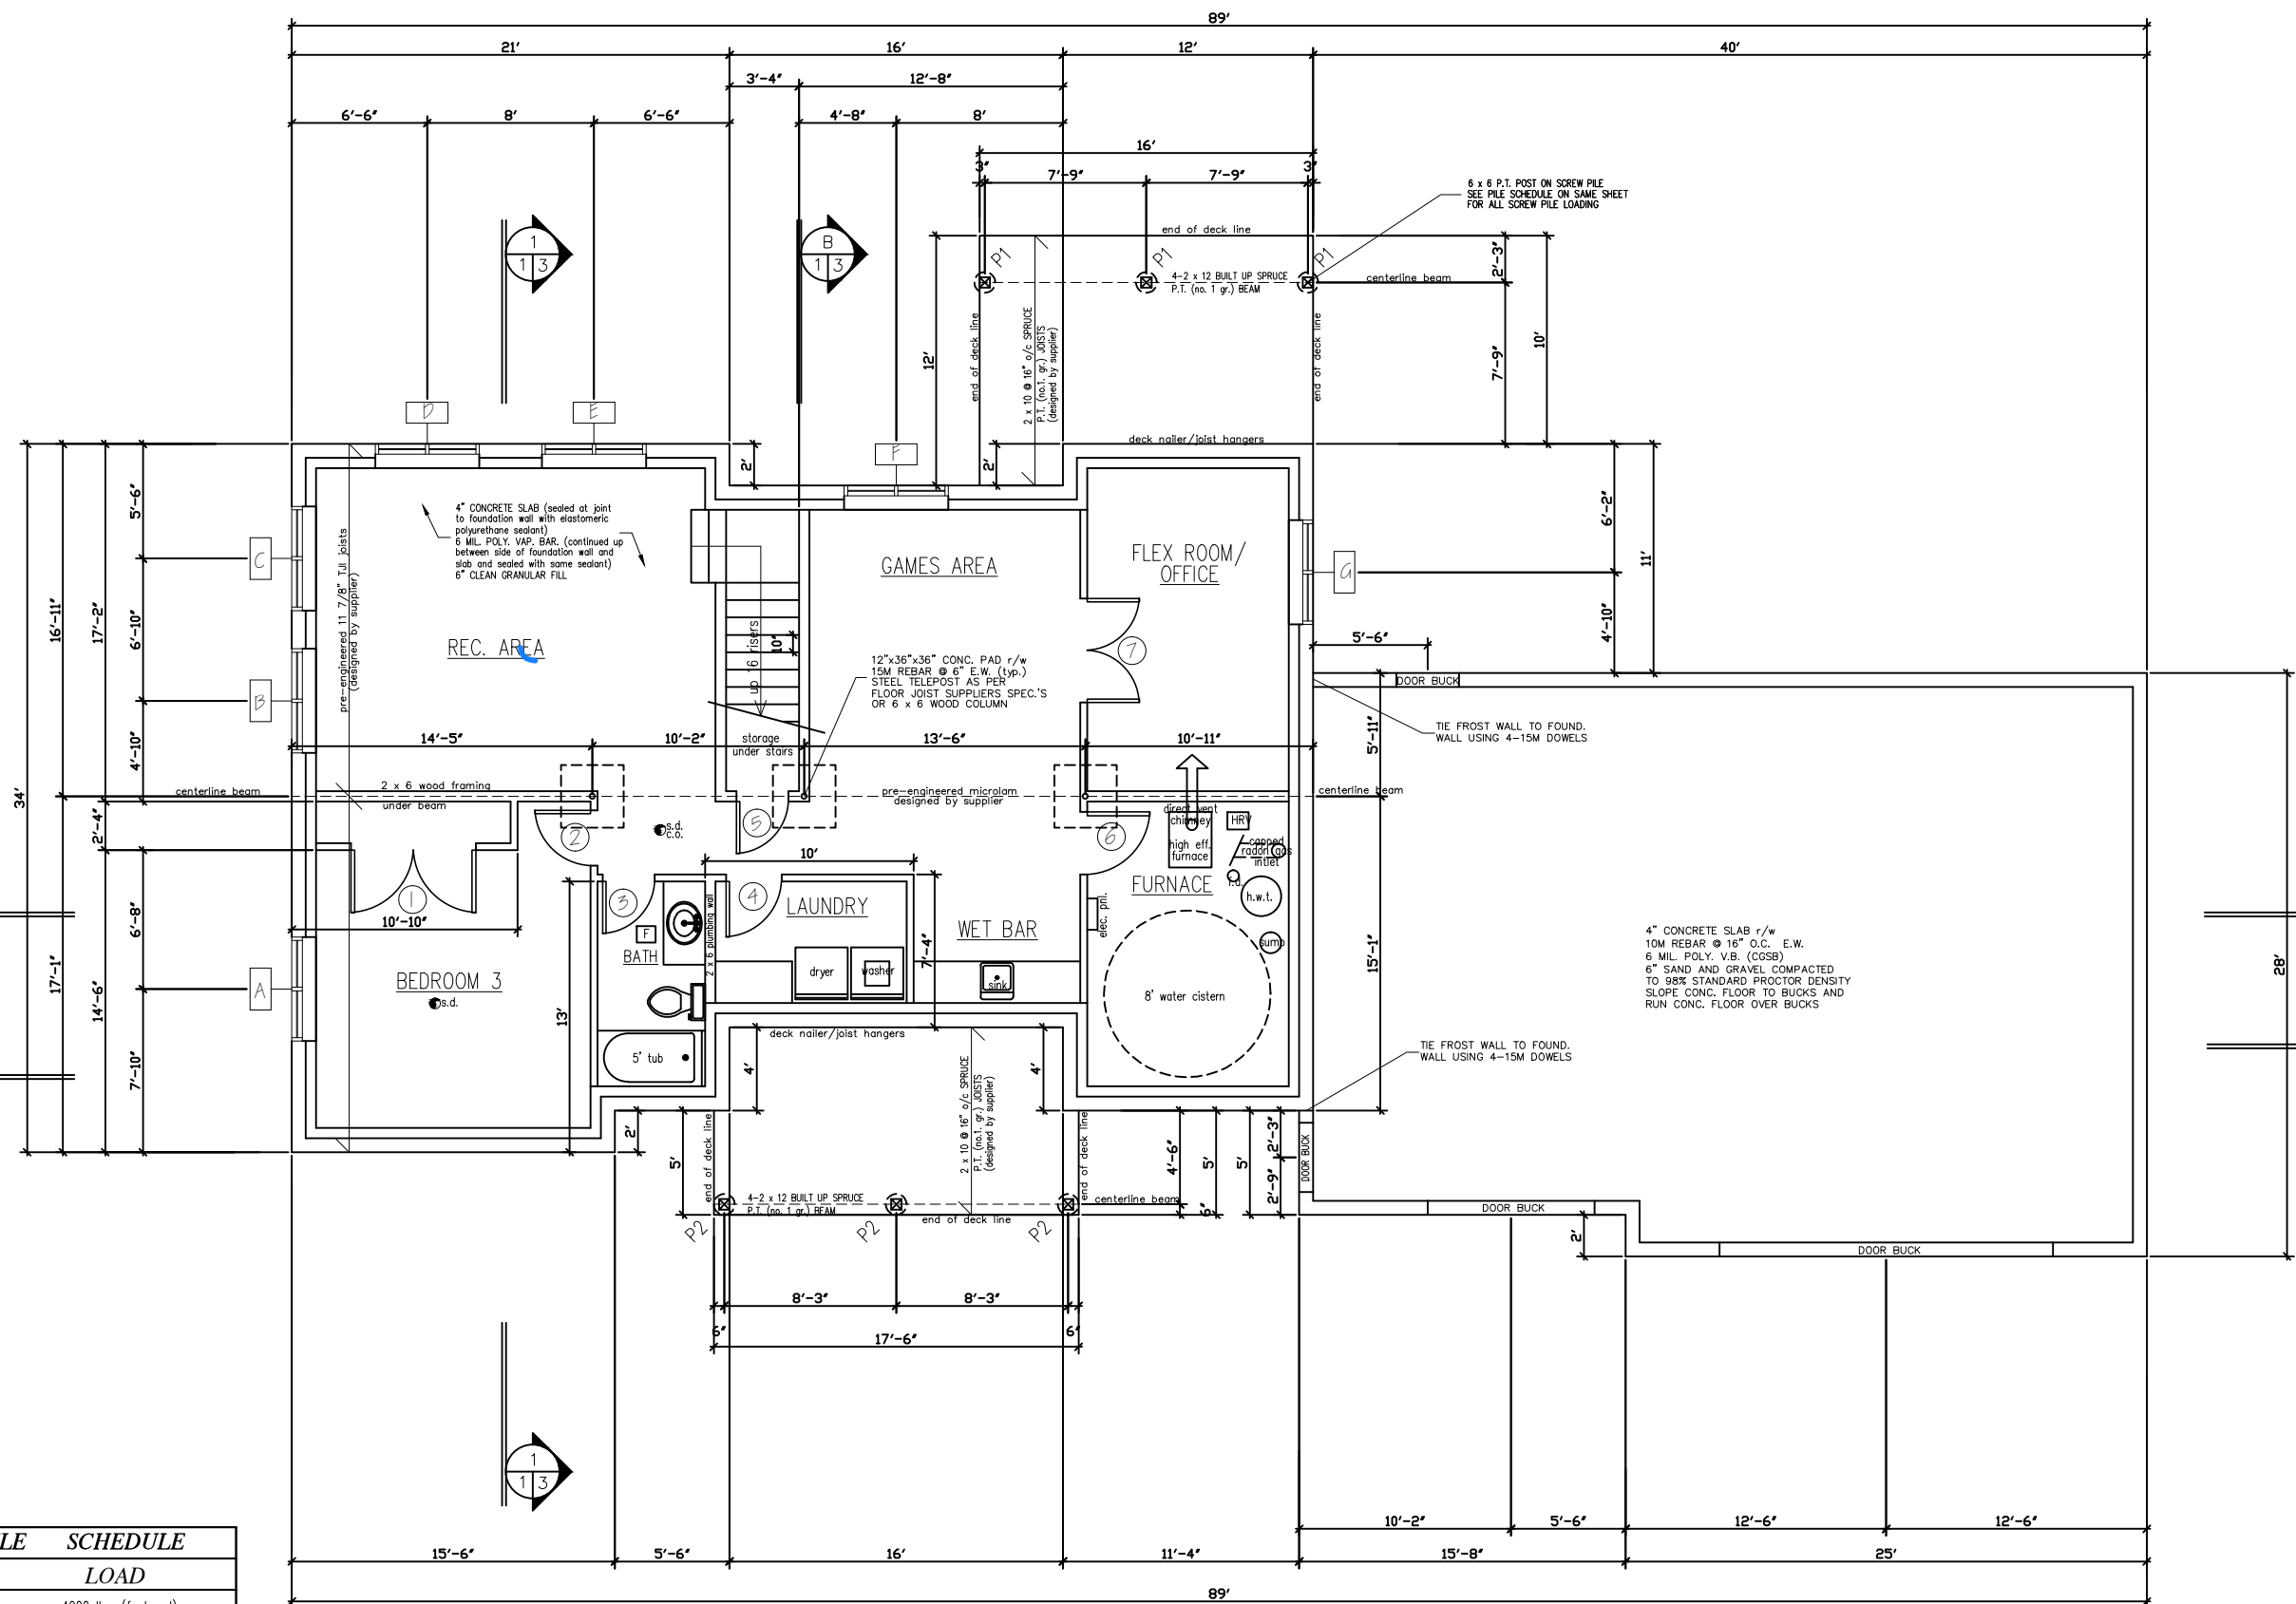 89'
21'
16'
12'
40'
3'-4"
12'-8"
6'-6"
8'
6'-6"
4'-8"
8'
16'
3"
7'-9"
7'-9"
3"
6 x 6 P.T. POST ON SCREW PILE
SEE PILE SCHEDULE ON SAME SHEET
FOR ALL SCREW PILE LOADING
1
1 3
B
1 3
end of deck line
P1
P1
P1
4-2 x 12 BUILT UP SPRUCE
P.T. (no. 1 gr.) BEAM
centerline beam
2'-3"
7'-9"
10'
12'
end of deck line
end of deck line
2 x 10 @ 16" o/c SPRUCE
P.T. (no.1. gr.) JOISTS
(designed by supplier)
D
E
F
deck nailer/joist hangers
2'
2'
34'
16'-11"
17'-2"
5'-6"
6'-10"
4'-10"
C
B
pre-engineered 11 7/8" TJI joists
(designed by supplier)
4" CONCRETE SLAB (sealed at joint
to foundation wall with elastomeric
polyurethane sealant)
6 MIL. POLY. VAP. BAR. (continued up
between side of foundation wall and
slab and sealed with same sealant)
6" CLEAN GRANULAR FILL
REC. AREA
up 16 risers
10"
GAMES AREA
FLEX ROOM/
OFFICE
7
G
6'-2"
4'-10"
11'
5'-6"
12"x36"x36" CONC. PAD r/w
15M REBAR @ 6" E.W. (typ.)
STEEL TELEPOST AS PER
FLOOR JOIST SUPPLIERS SPEC.'S
OR 6 x 6 WOOD COLUMN
DOOR BUCK
TIE FROST WALL TO FOUND.
WALL USING 4-15M DOWELS
5'-11"
14'-5"
10'-2"
13'-6"
10'-11"
storage
under stairs
centerline beam
2 x 6 wood framing
under beam
pre-engineered microlam
designed by supplier
centerline beam
2'-4"
2
s.d.
c.o.
5
6
direct vent
chimney
HRV
high eff.
furnace
capped
radon gas
intlet
f.d.
h.w.t.
FURNACE
10'
1
10'-10"
3
4
LAUNDRY
WET BAR
elec. pnl.
sump
6'-8"
17'-1"
14'-6"
7'-10"
A
BEDROOM 3
s.d.
13'
F
BATH
2 x 6 plumbing wall
dryer
washer
7'-4"
sink
8' water cistern
15'-1"
4" CONCRETE SLAB r/w
10M REBAR @ 16" O.C. E.W.
6 MIL. POLY. V.B. (CGSB)
6" SAND AND GRAVEL COMPACTED
TO 98% STANDARD PROCTOR DENSITY
SLOPE CONC. FLOOR TO BUCKS AND
RUN CONC. FLOOR OVER BUCKS
28'
5' tub
deck nailer/joist hangers
4'
4'
2 x 10 @ 16" o/c SPRUCE
P.T. (no.1. gr.) JOISTS
(designed by supplier)
TIE FROST WALL TO FOUND.
WALL USING 4-15M DOWELS
2'
5'
end of deck line
end of deck line
4'-6"
6"
5'
5'
2'-3"
2'-9"
DOOR BUCK
4-2 x 12 BUILT UP SPRUCE
P.T. (no. 1 gr.) BEAM
centerline beam
end of deck line
P2
P2
P2
DOOR BUCK
2'
DOOR BUCK
8'-3"
8'-3"
6"
17'-6"
6"
1
1 3
10'-2"
5'-6"
12'-6"
12'-6"
LE SCHEDULE
LOAD
15'-6"
5'-6"
16'
11'-4"
15'-8"
25'
89'